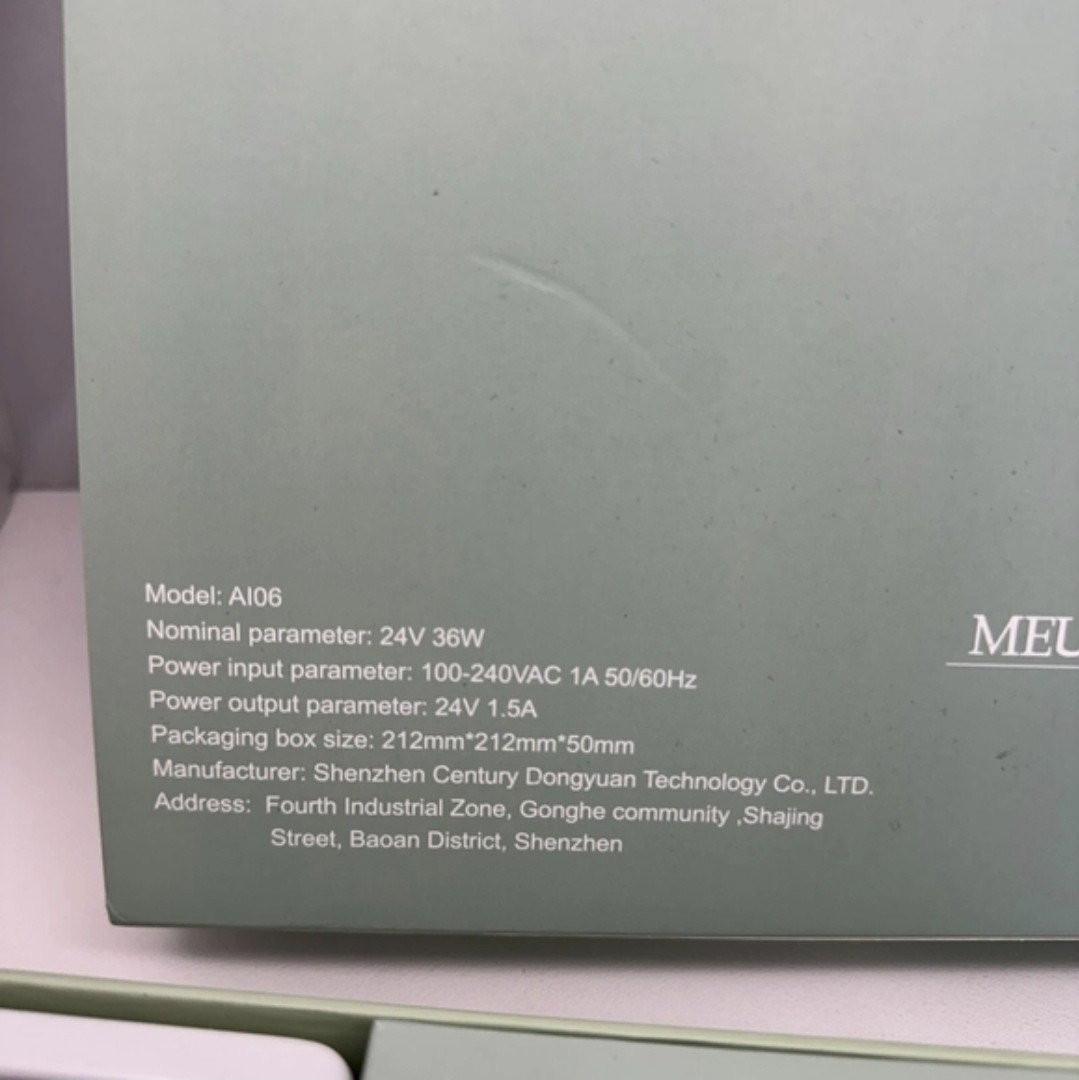 Model: AI06
Nominal parameter: 24V 36W
Power input parameter: 100-240VAC 1A 50/60Hz
Power output parameter: 24V 1.5A
Packaging box size: 212mm*212mm*50mm
Manufacturer: Shenzhen Century Dongyuan Technology Co., LTD.
Address: Fourth Industrial Zone, Gonghe community ,Shajing
Street, Baoan District, Shenzhen